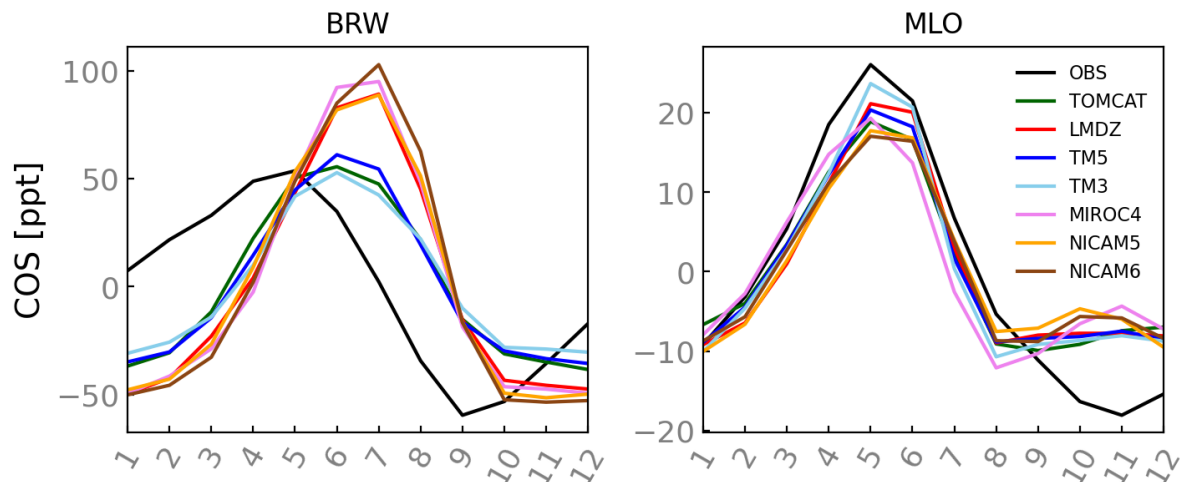 BRW
MLO
COS [ppt]
100
50
0
−50
1 2 3 4 5 6 7 8 9 10 11 12
20
10
0
−10
−20
1 2 3 4 5 6 7 8 9 10 11 12
OBS
TOMCAT
LMDZ
TM5
TM3
MIROC4
NICAM5
NICAM6